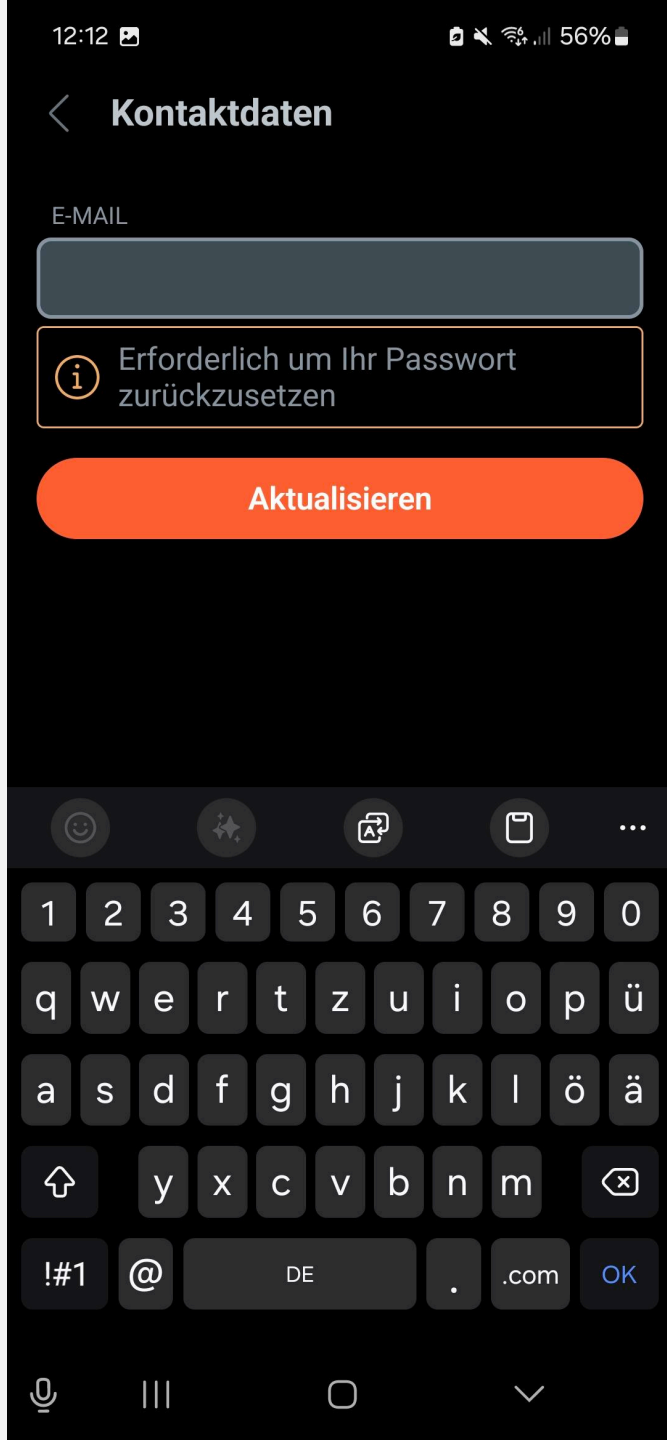 12:12 56%
Kontaktdaten
E-MAIL
Erforderlich um Ihr Passwort
zurückzusetzen
Aktualisieren
1 2 3 4 5 6 7 8 9 0
q w e r t z u i o p ü
a s d f g h j k l ö ä
y x c v b n m
!#1 @ DE . .com OK